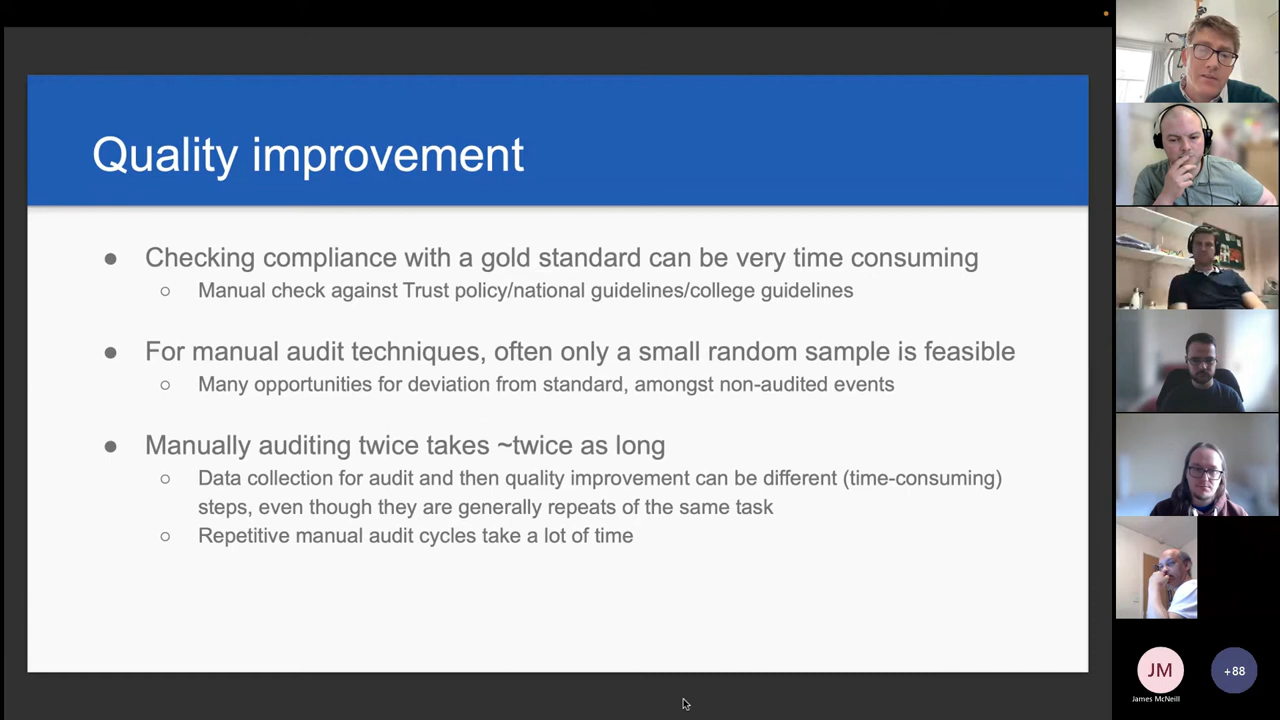 Quality improvement
● Checking compliance with a gold standard can be very time consuming
○ Manual check against Trust policy/national guidelines/college guidelines
● For manual audit techniques, often only a small random sample is feasible
○ Many opportunities for deviation from standard, amongst non-audited events
● Manually auditing twice takes ~twice as long
○ Data collection for audit and then quality improvement can be different (time-consuming)
steps, even though they are generally repeats of the same task
○ Repetitive manual audit cycles take a lot of time
JM
James McNeill
+88